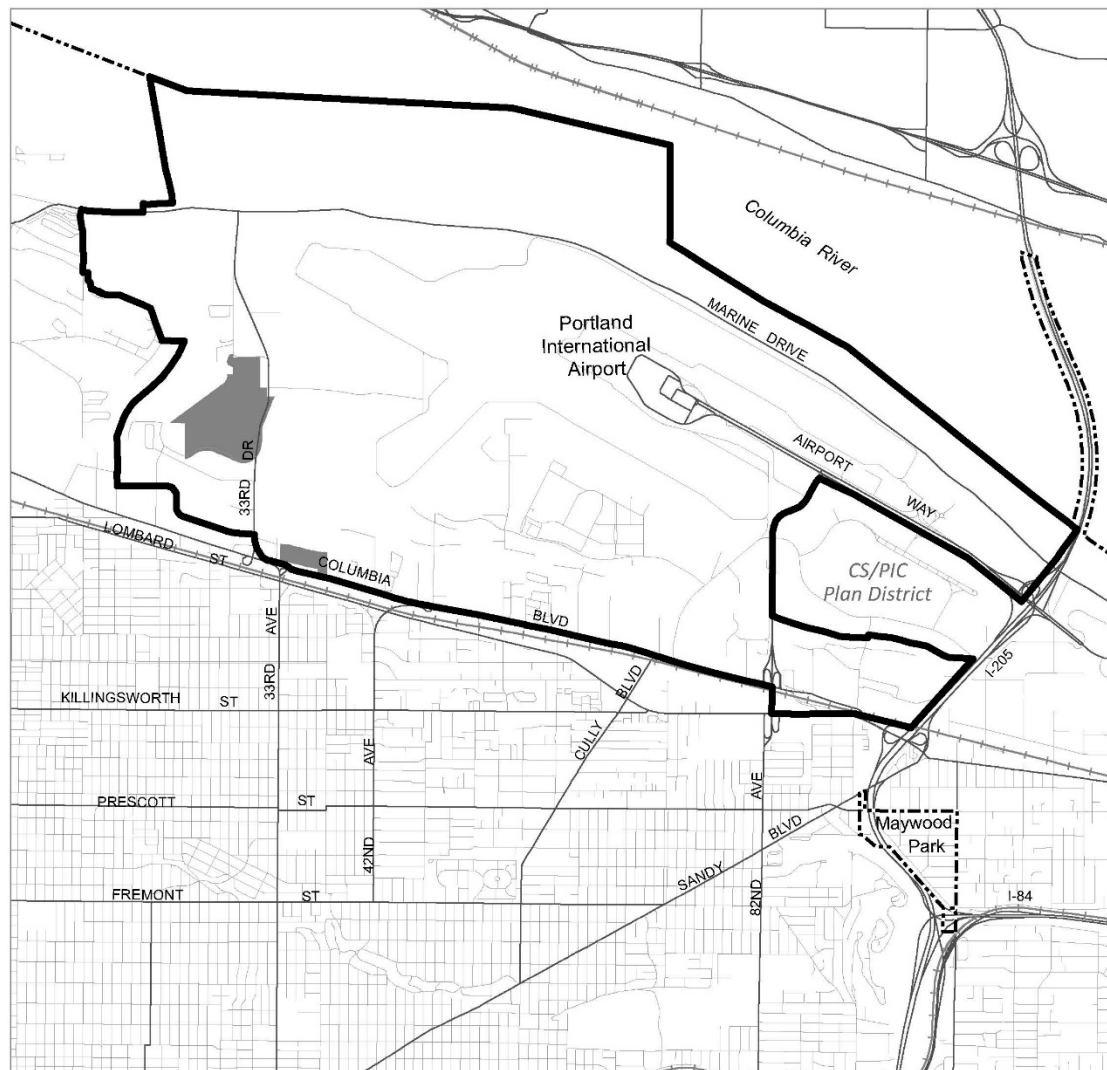 Columbia River
MARINE DRIVE
Portland
International
Airport
AIRPORT WAY
33RD DR
CS/PIC
Plan District
LOMBARD ST
COLUMBIA BLVD
I-205
33RD AVE
KILLINGSWORTH ST
CULLY BLVD
42ND AVE
82ND AVE
PRESCOTT ST
SANDY BLVD
Maywood
Park
FREMONT ST
I-84